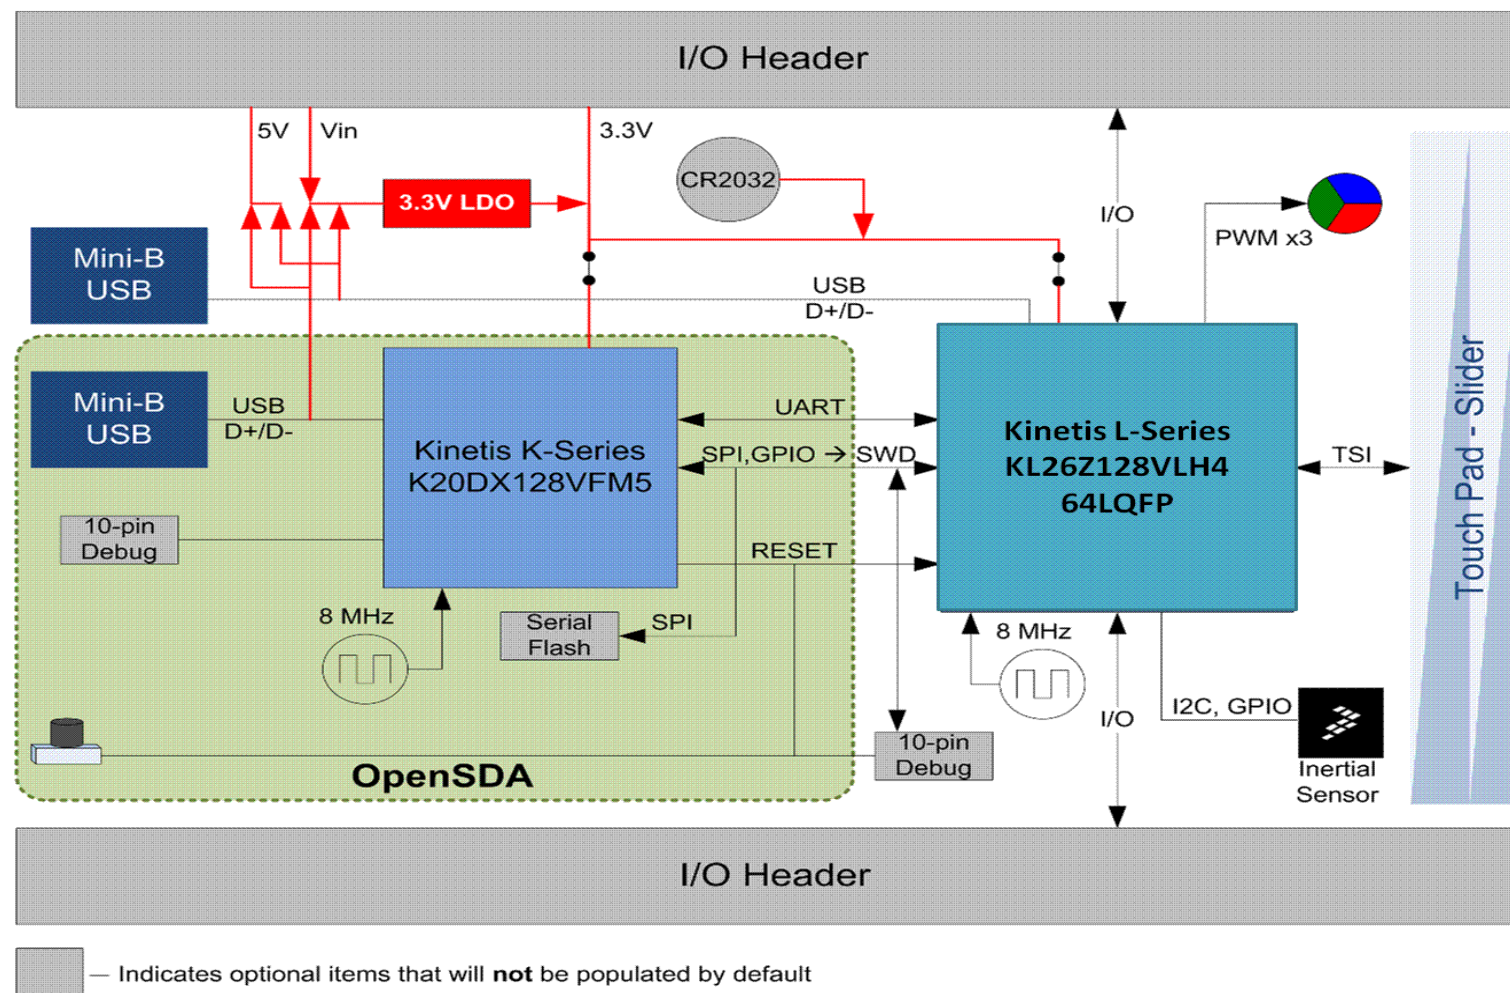 I/O Header
5V
Vin
3.3V
3.3V LDO
CR2032
I/O
PWM x3
Mini-B
USB
USB
D+/D-
Mini-B
USB
USB
D+/D-
Kinetis K-Series
K20DX128VFM5
UART
SPI,GPIO → SWD
RESET
Kinetis L-Series
KL26Z128VLH4
64LQFP
TSI
Touch Pad - Slider
10-pin
Debug
8 MHz
Serial
Flash
SPI
8 MHz
I/O
I2C, GPIO
Inertial
Sensor
10-pin
Debug
OpenSDA
I/O Header
— Indicates optional items that will not be populated by default